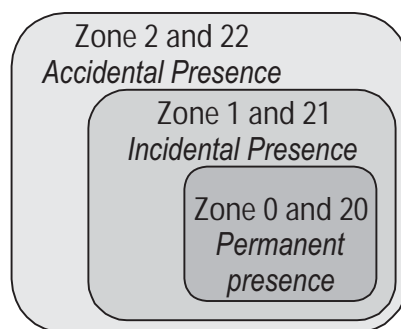 Zone 2 and 22
Accidental Presence
Zone 1 and 21
Incidental Presence
Zone 0 and 20
Permanent
presence